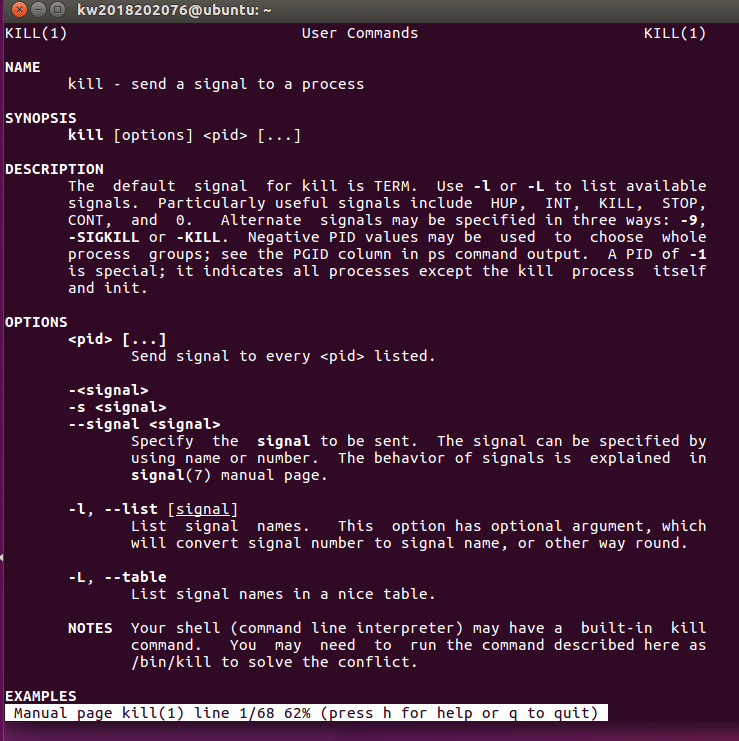 kw2018202076@ubuntu: ~
KILL(1) User Commands KILL(1)
NAME
kill - send a signal to a process
SYNOPSIS
kill [options] <pid> [...]
DESCRIPTION
The default signal for kill is TERM. Use -l or -L to list available
signals. Particularly useful signals include HUP, INT, KILL, STOP,
CONT, and 0. Alternate signals may be specified in three ways: -9,
-SIGKILL or -KILL. Negative PID values may be used to choose whole
process groups; see the PGID column in ps command output. A PID of -1
is special; it indicates all processes except the kill process itself
and init.
OPTIONS
<pid> [...]
Send signal to every <pid> listed.
-<signal>
-s <signal>
--signal <signal>
Specify the signal to be sent. The signal can be specified by
using name or number. The behavior of signals is explained in
signal(7) manual page.
-l, --list [signal]
List signal names. This option has optional argument, which
will convert signal number to signal name, or other way round.
-L, --table
List signal names in a nice table.
NOTES Your shell (command line interpreter) may have a built-in kill
command. You may need to run the command described here as
/bin/kill to solve the conflict.
EXAMPLES
Manual page kill(1) line 1/68 62% (press h for help or q to quit)